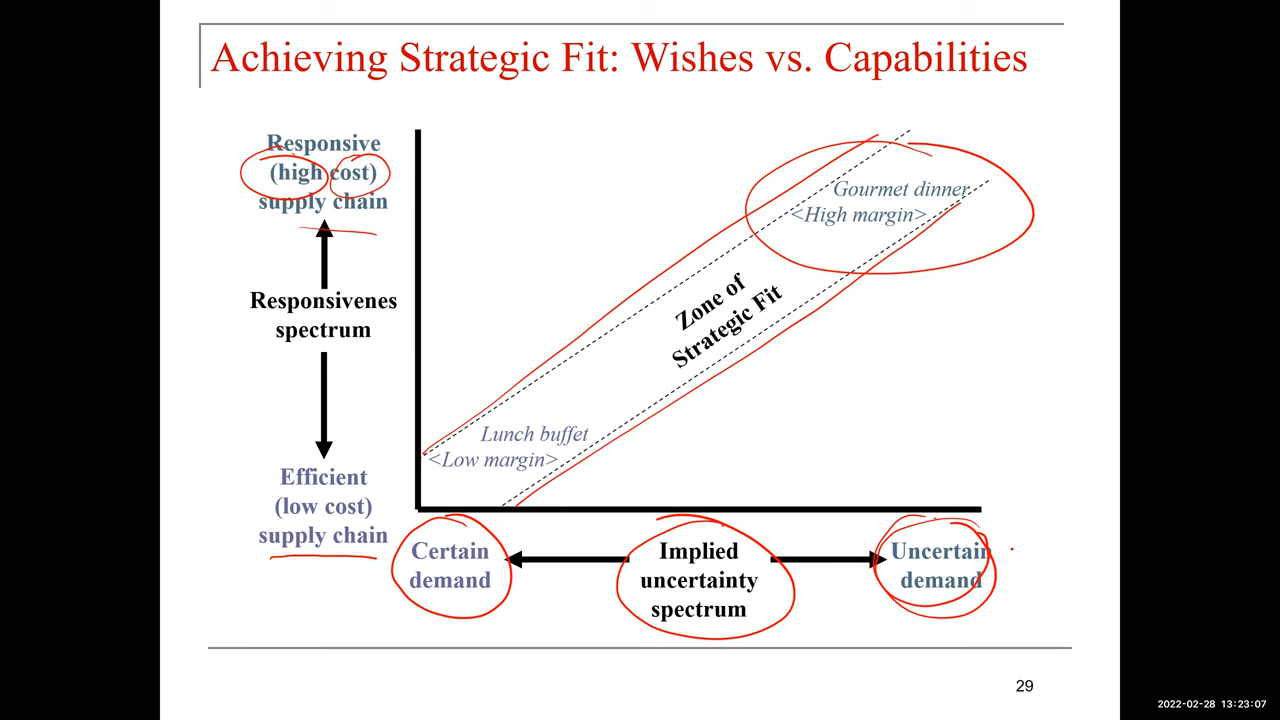 Achieving Strategic Fit: Wishes vs. Capabilities
Responsive
(high cost)
supply chain
Responsivenes
spectrum
Efficient
(low cost)
supply chain
Gourmet dinner
<High margin>
Zone of
Strategic Fit
Lunch buffet
<Low margin>
Certain
demand
Implied
uncertainty
spectrum
Uncertain
demand
29
2022-02-28 13:23:07